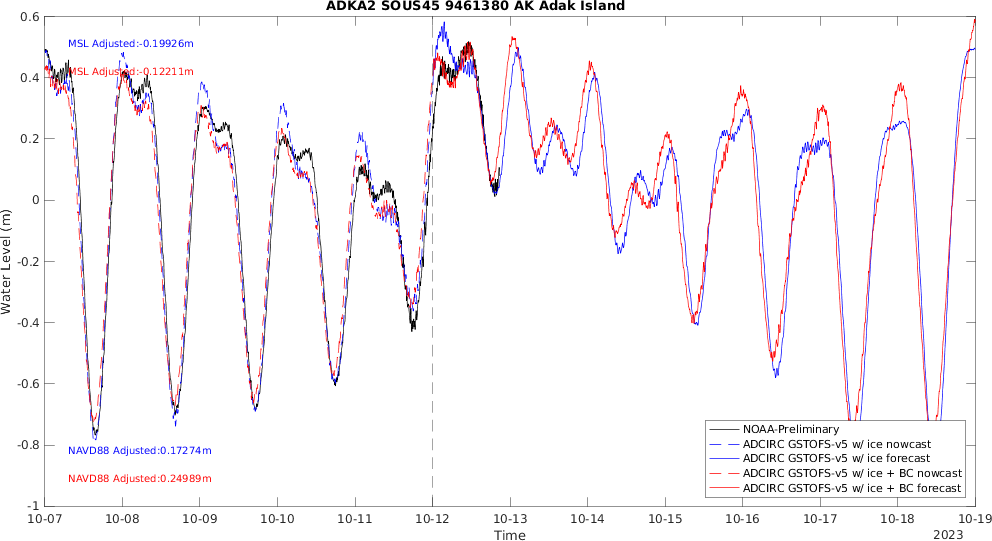 ADKA2 SOUS45 9461380 AK Adak Island
0.6
0.4
0.2
0
-0.2
-0.4
-0.6
-0.8
-1
Water Level (m)
MSL Adjusted:-0.19926m
MSL Adjusted:-0.12211m
NAVD88 Adjusted:0.17274m
NAVD88 Adjusted:0.24989m
NOAA-Preliminary
ADCIRC GSTOFS-v5 w/ ice nowcast
ADCIRC GSTOFS-v5 w/ ice forecast
ADCIRC GSTOFS-v5 w/ ice + BC nowcast
ADCIRC GSTOFS-v5 w/ ice + BC forecast
10-07 10-08 10-09 10-10 10-11 10-12 10-13 10-14 10-15 10-16 10-17 10-18 10-19
Time
2023